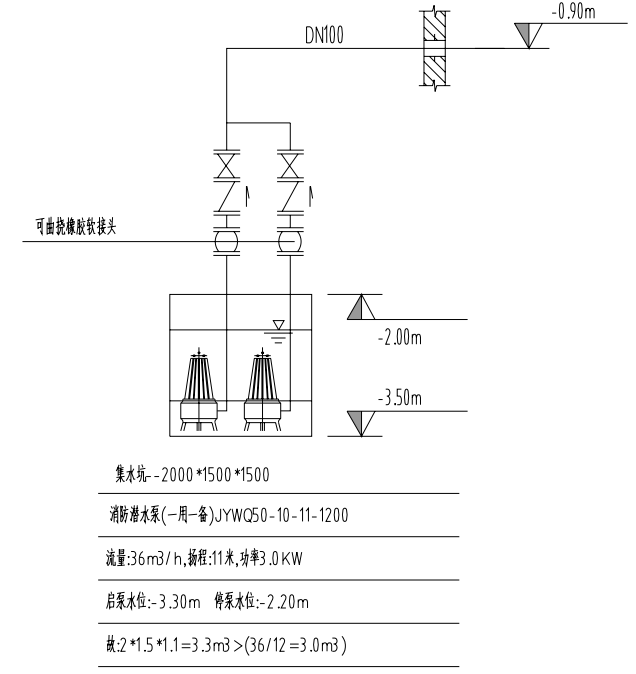 -0.90m
DN100
可曲挠橡胶软接头
-2.00m
-3.50m
集水坑--2000*1500*1500
消防潜水泵(一用一备)JYWQ50-10-11-1200
流量:36m3/h,扬程:11米,功率3.0KW
启泵水位:-3.30m 停泵水位:-2.20m
故:2*1.5*1.1=3.3m3>(36/12=3.0m3)